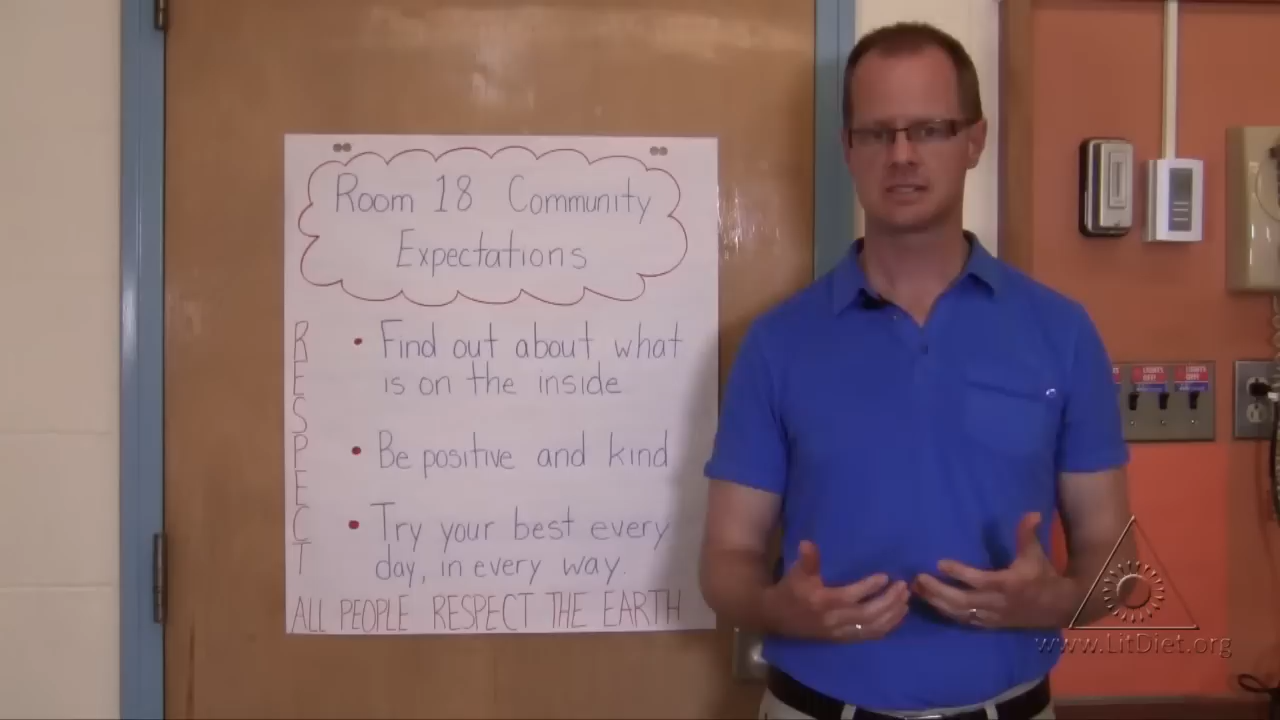 Room 18 Community
Expectations
RESPECT
• Find out about what
is on the inside
• Be positive and kind
• Try your best every
day, in every way.
ALL PEOPLE RESPECT THE EARTH
www.LitDiet.org